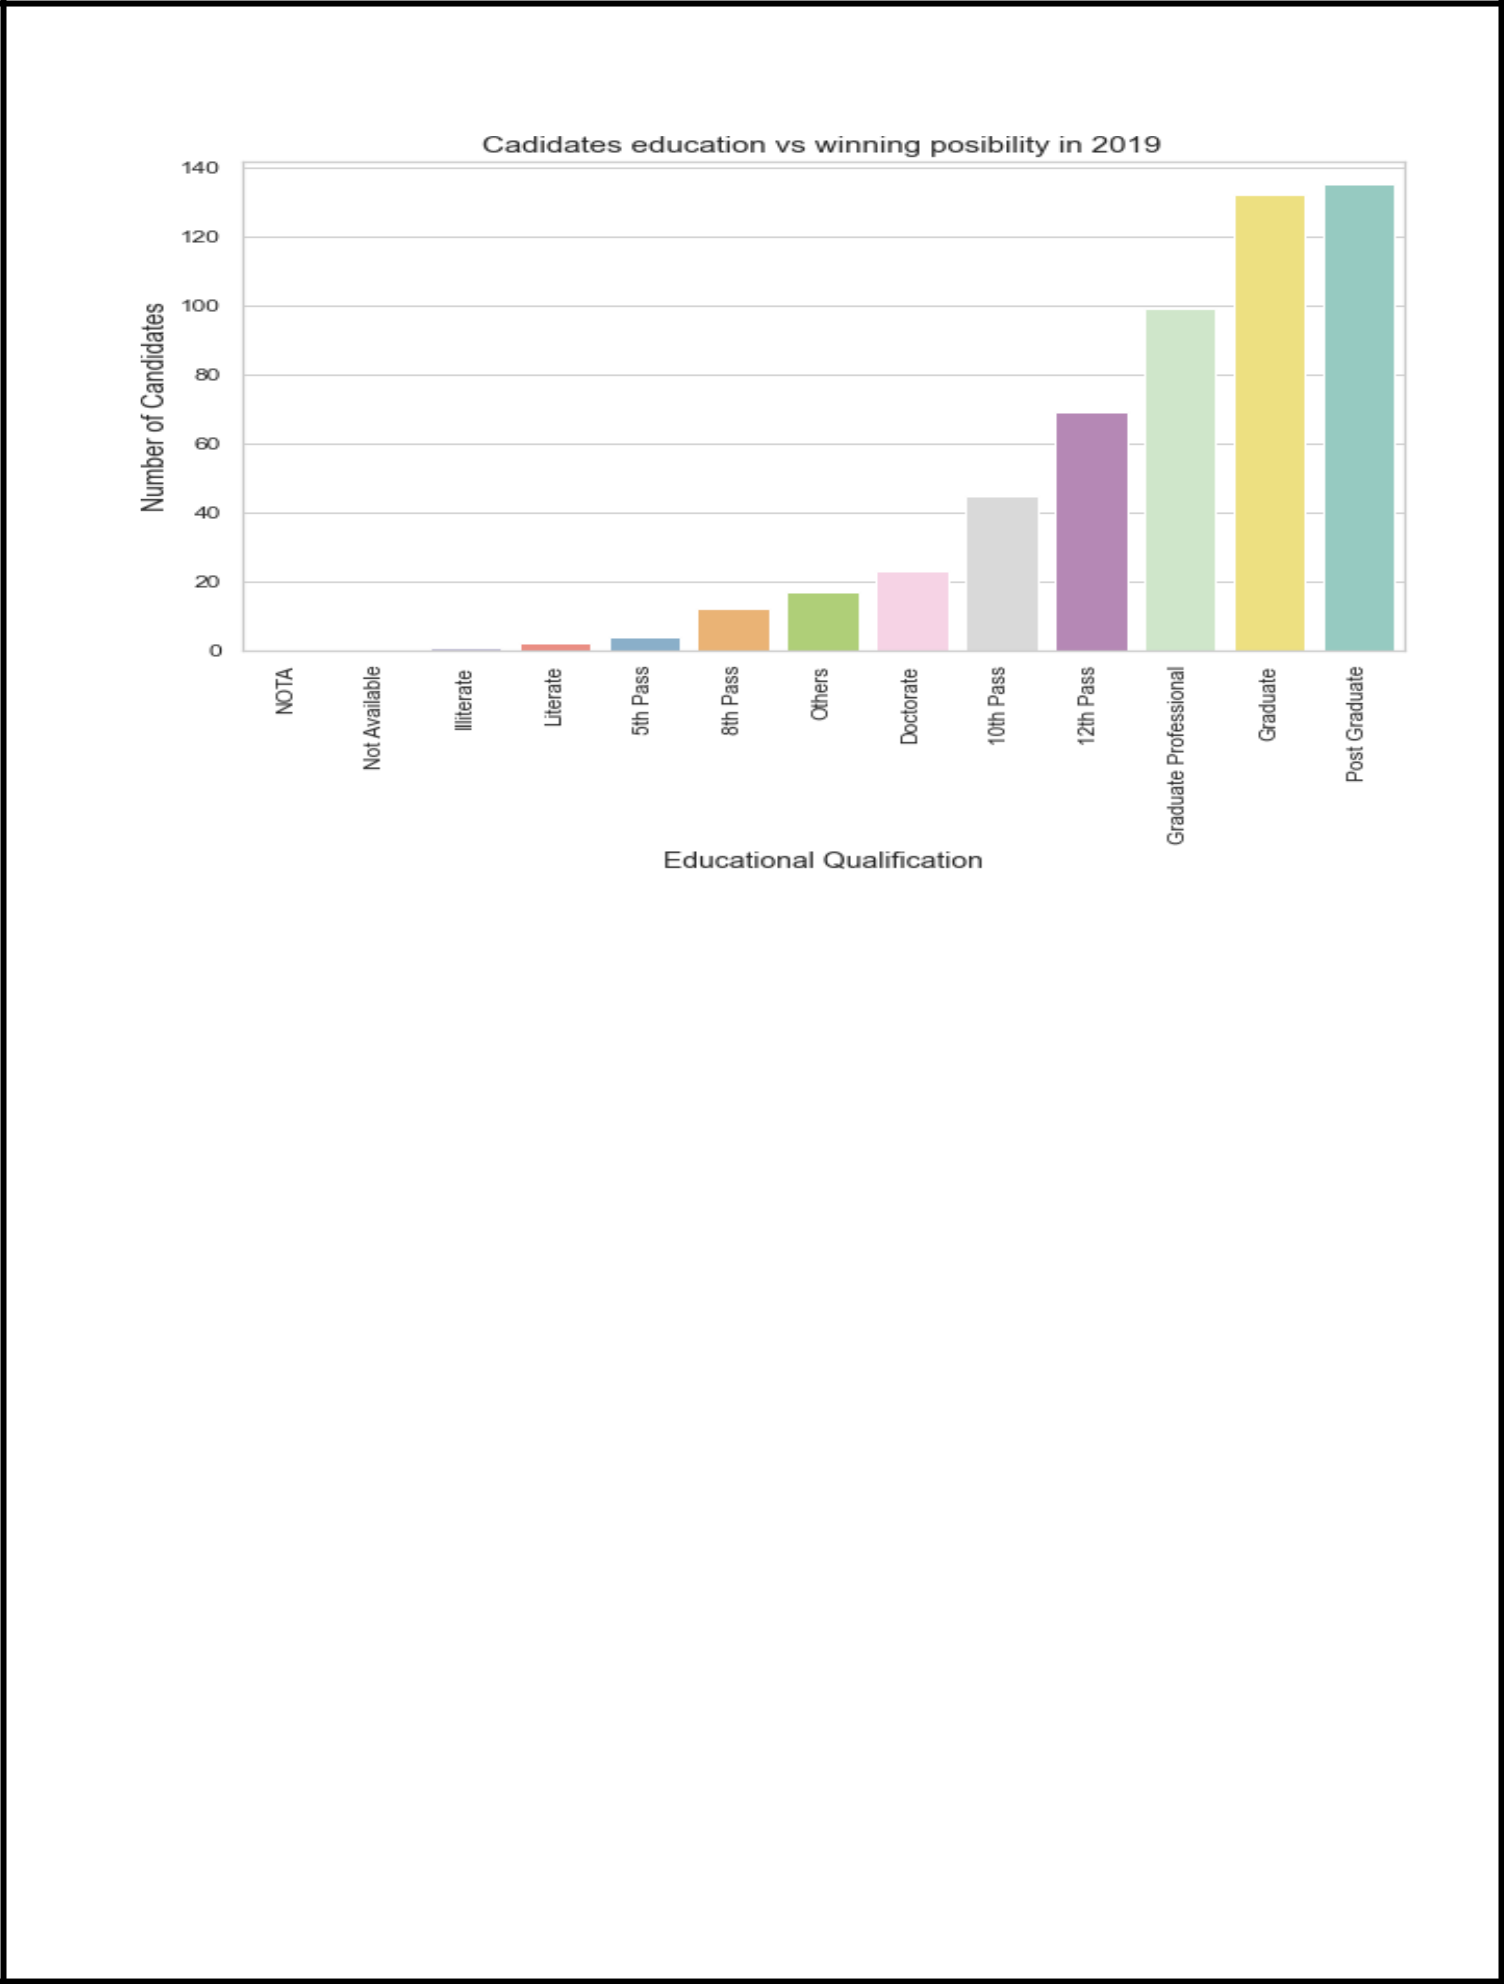 Cadidates education vs winning posibility in 2019
140
120
100
80
60
40
20
0
Number of Candidates
NOTA
Not Available
Illiterate
Literate
5th Pass
8th Pass
Others
Doctorate
10th Pass
12th Pass
Graduate Professional
Graduate
Post Graduate
Educational Qualification